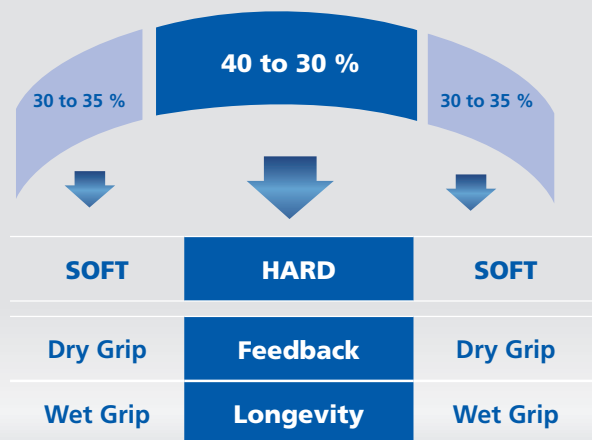 40 to 30 %
30 to 35 %
30 to 35 %
SOFT
HARD
SOFT
Dry Grip
Feedback
Dry Grip
Wet Grip
Longevity
Wet Grip